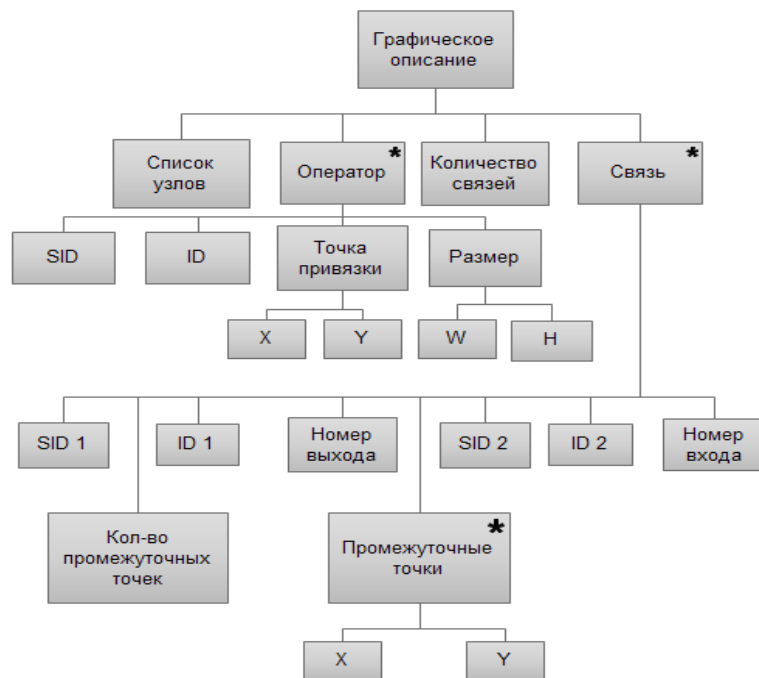 Графическое
описание
Список
узлов
Оператор
*
Количество
связей
Связь
*
SID
ID
Точка
привязки
Размер
X
Y
W
H
SID 1
ID 1
Номер
выхода
SID 2
ID 2
Номер
входа
Кол-во
промежуточных
точек
Промежуточные
точки
*
X
Y